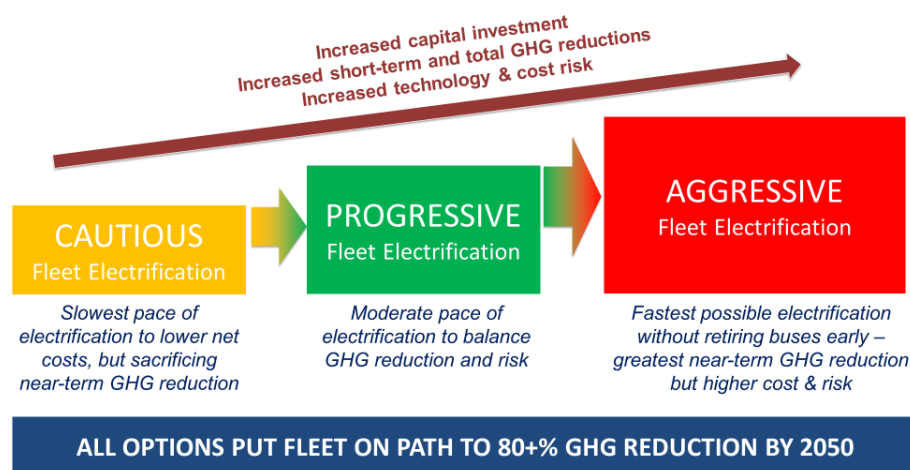 Increased capital investment
Increased short-term and total GHG reductions
Increased technology & cost risk
CAUTIOUS
Fleet Electrification
Slowest pace of
electrification to lower net
costs, but sacrificing
near-term GHG reduction
PROGRESSIVE
Fleet Electrification
Moderate pace of
electrification to balance
GHG reduction and risk
AGGRESSIVE
Fleet Electrification
Fastest possible electrification
without retiring buses early –
greatest near-term GHG reduction
but higher cost & risk
ALL OPTIONS PUT FLEET ON PATH TO 80+% GHG REDUCTION BY 2050